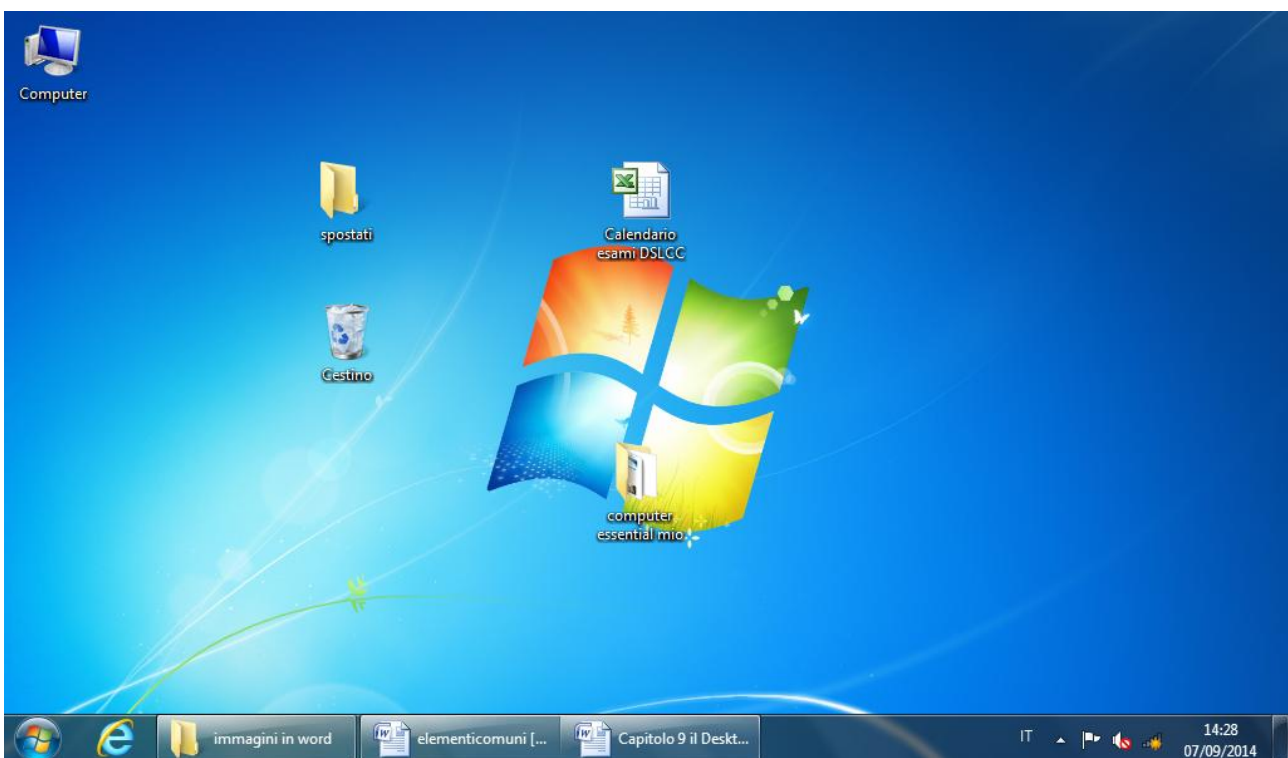 Computer
spostati
Calendario
esami DSLCC
Cestino
computer
essential mio
immagini in word
elementicomuni [...
Capitolo 9 il Deskt...
IT
14:28
07/09/2014